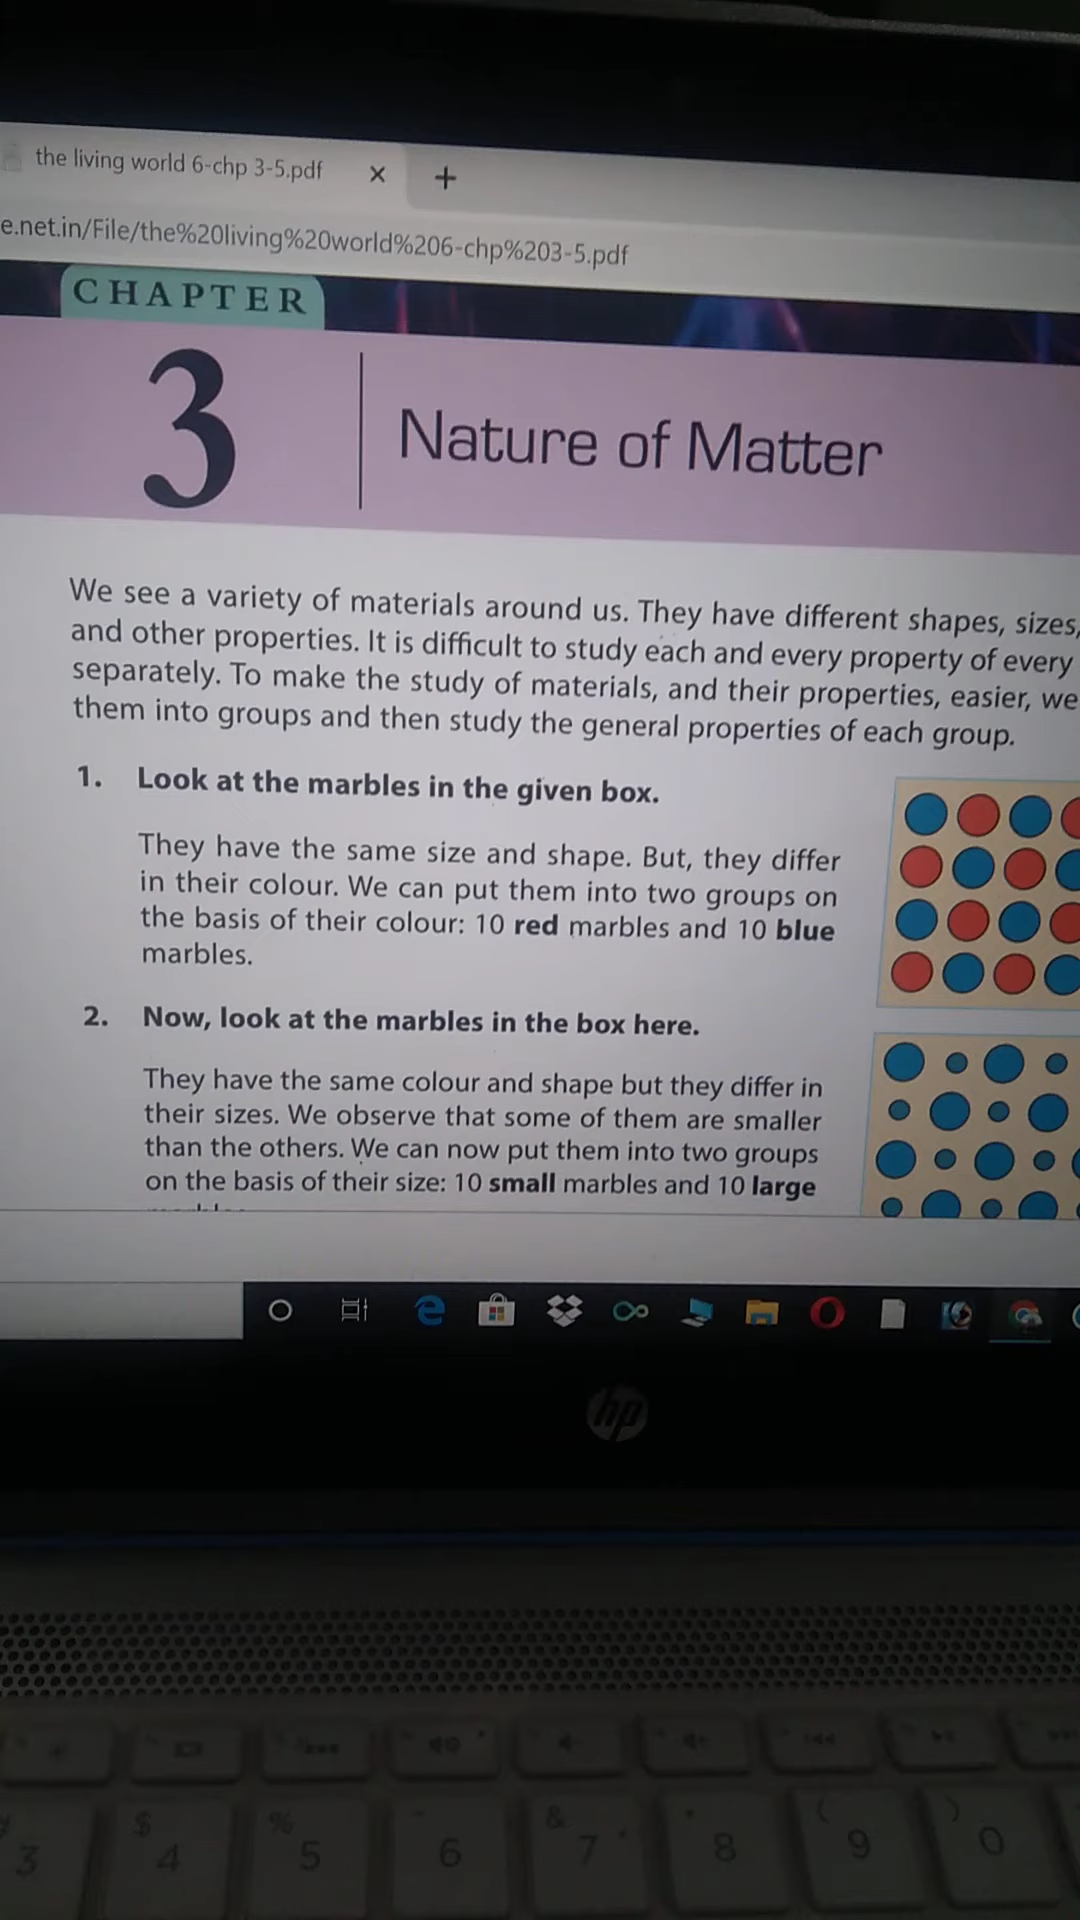 the living world 6-chp 3-5.pdf
e.net.in/File/the%20living%20world%206-chp%203-5.pdf
CHAPTER
3
Nature of Matter
We see a variety of materials around us. They have different shapes, sizes,
and other properties. It is difficult to study each and every property of every
separately. To make the study of materials, and their properties, easier, we
them into groups and then study the general properties of each group.
1. Look at the marbles in the given box.
They have the same size and shape. But, they differ
in their colour. We can put them into two groups on
the basis of their colour: 10 red marbles and 10 blue
marbles.
2. Now, look at the marbles in the box here.
They have the same colour and shape but they differ in
their sizes. We observe that some of them are smaller
than the others. We can now put them into two groups
on the basis of their size: 10 small marbles and 10 large
hp
3 $ 4 % 5 6 & 7 8 ( 9 ) 0